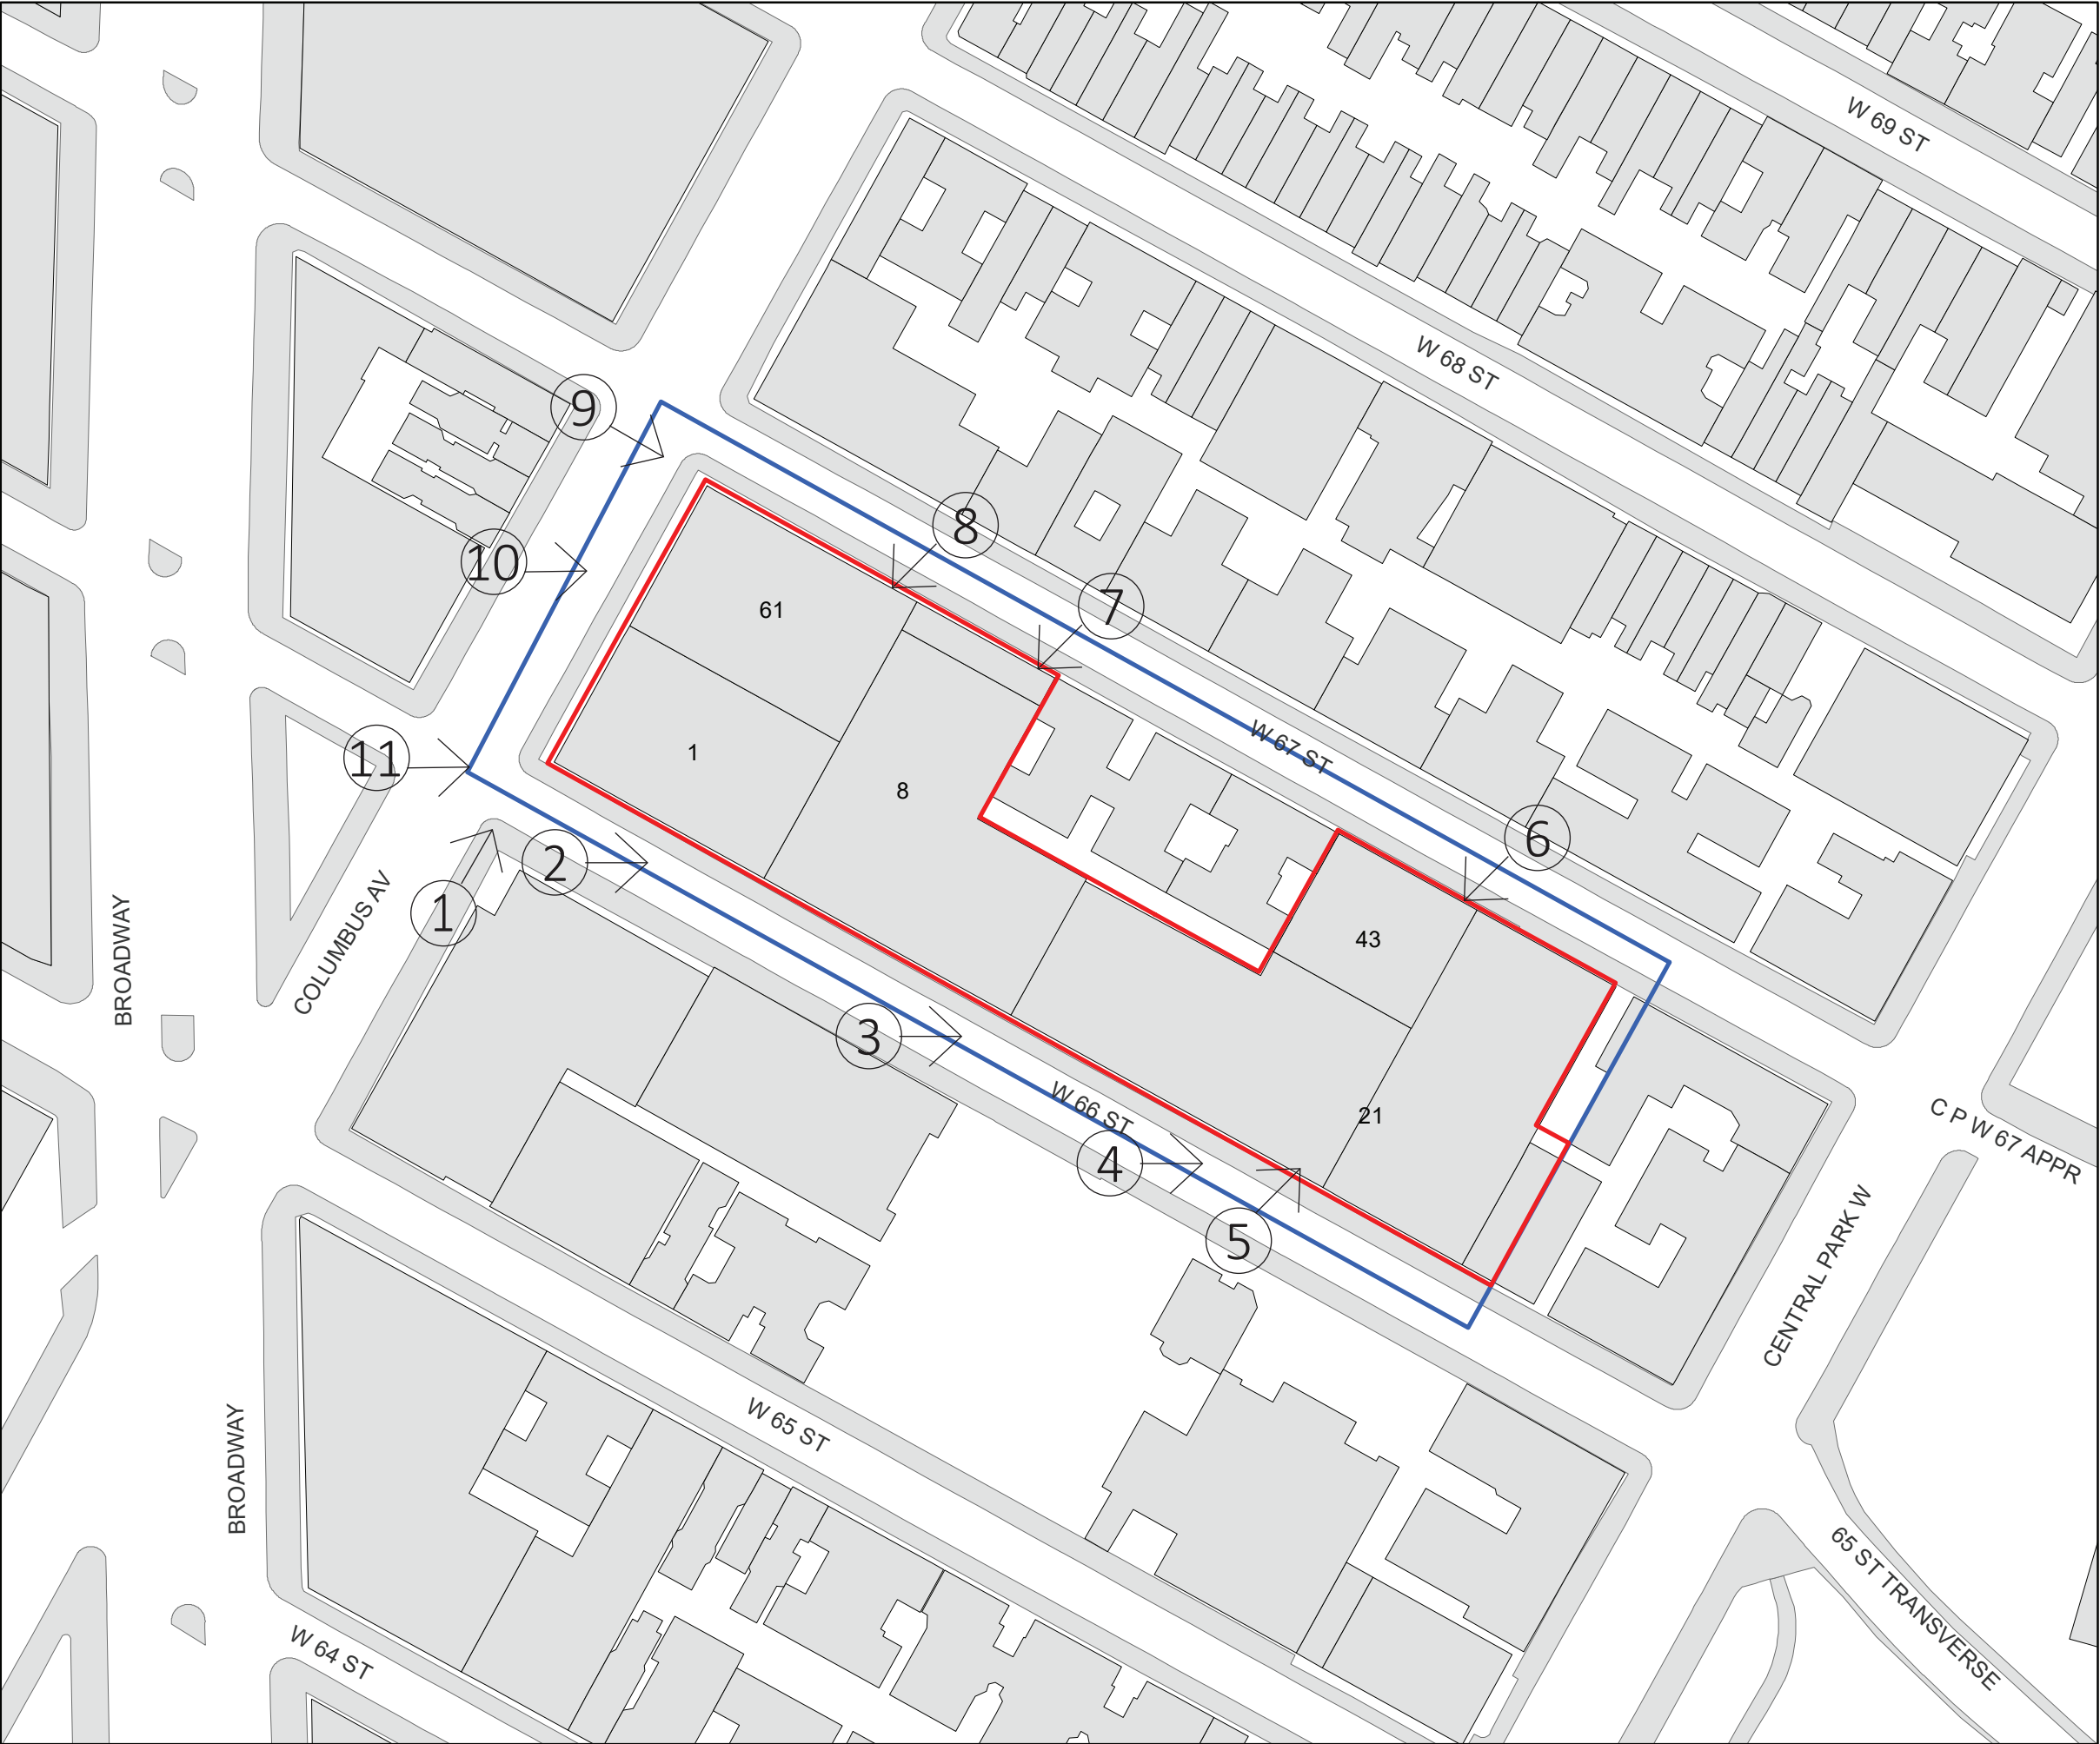 W 69 ST
W 68 ST
9
8
10
7
61
W 67 ST
1
11
8
6
2
BROADWAY
COLUMBUS AV
1
43
3
W 66 ST
21
C P W 67 APPR
4
5
CENTRAL PARK W
W 65 ST
BROADWAY
65 ST TRANSVERSE
W 64 ST